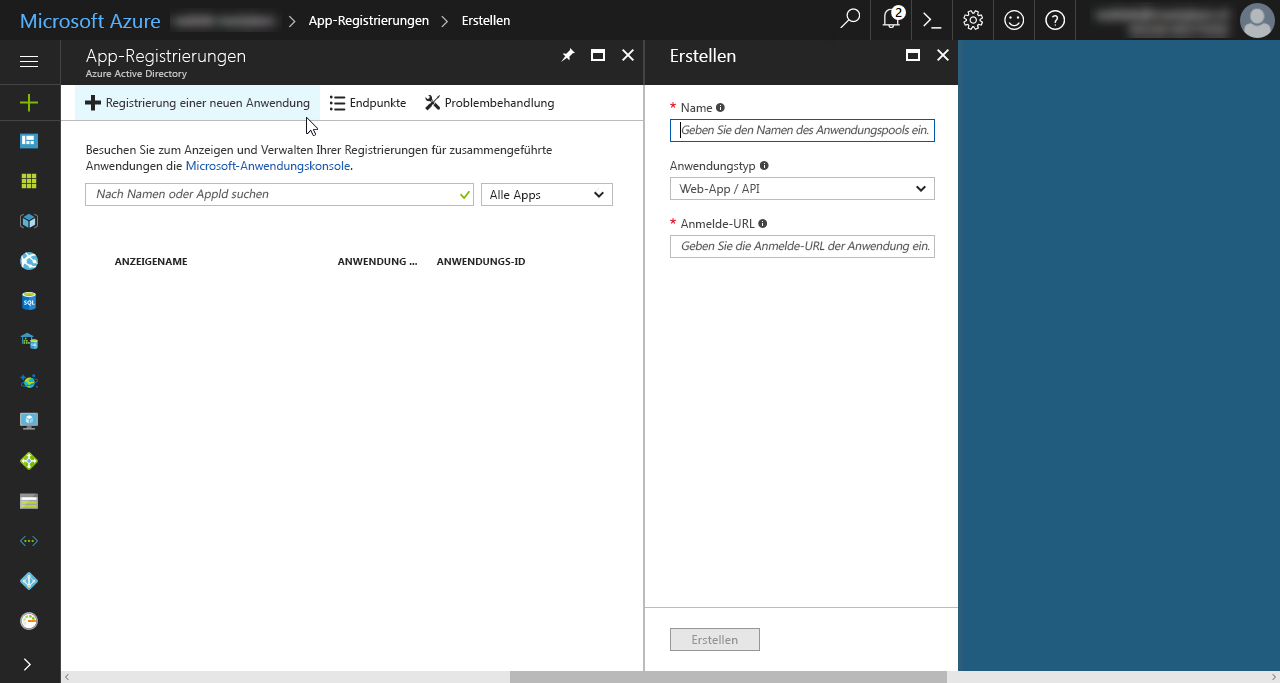 Microsoft Azure > App-Registrierungen > Erstellen
2
App-Registrierungen
Azure Active Directory
Registrierung einer neuen Anwendung
Endpunkte
Problembehandlung
Besuchen Sie zum Anzeigen und Verwalten Ihrer Registrierungen für zusammengeführte
Anwendungen die Microsoft-Anwendungskonsole.
Nach Namen oder AppId suchen
Alle Apps
ANZEIGENAME
ANWENDUNG ...
ANWENDUNGS-ID
Erstellen
* Name
Geben Sie den Namen des Anwendungspools ein.
Anwendungstyp
Web-App / API
* Anmelde-URL
Geben Sie die Anmelde-URL der Anwendung ein.
Erstellen
SQL